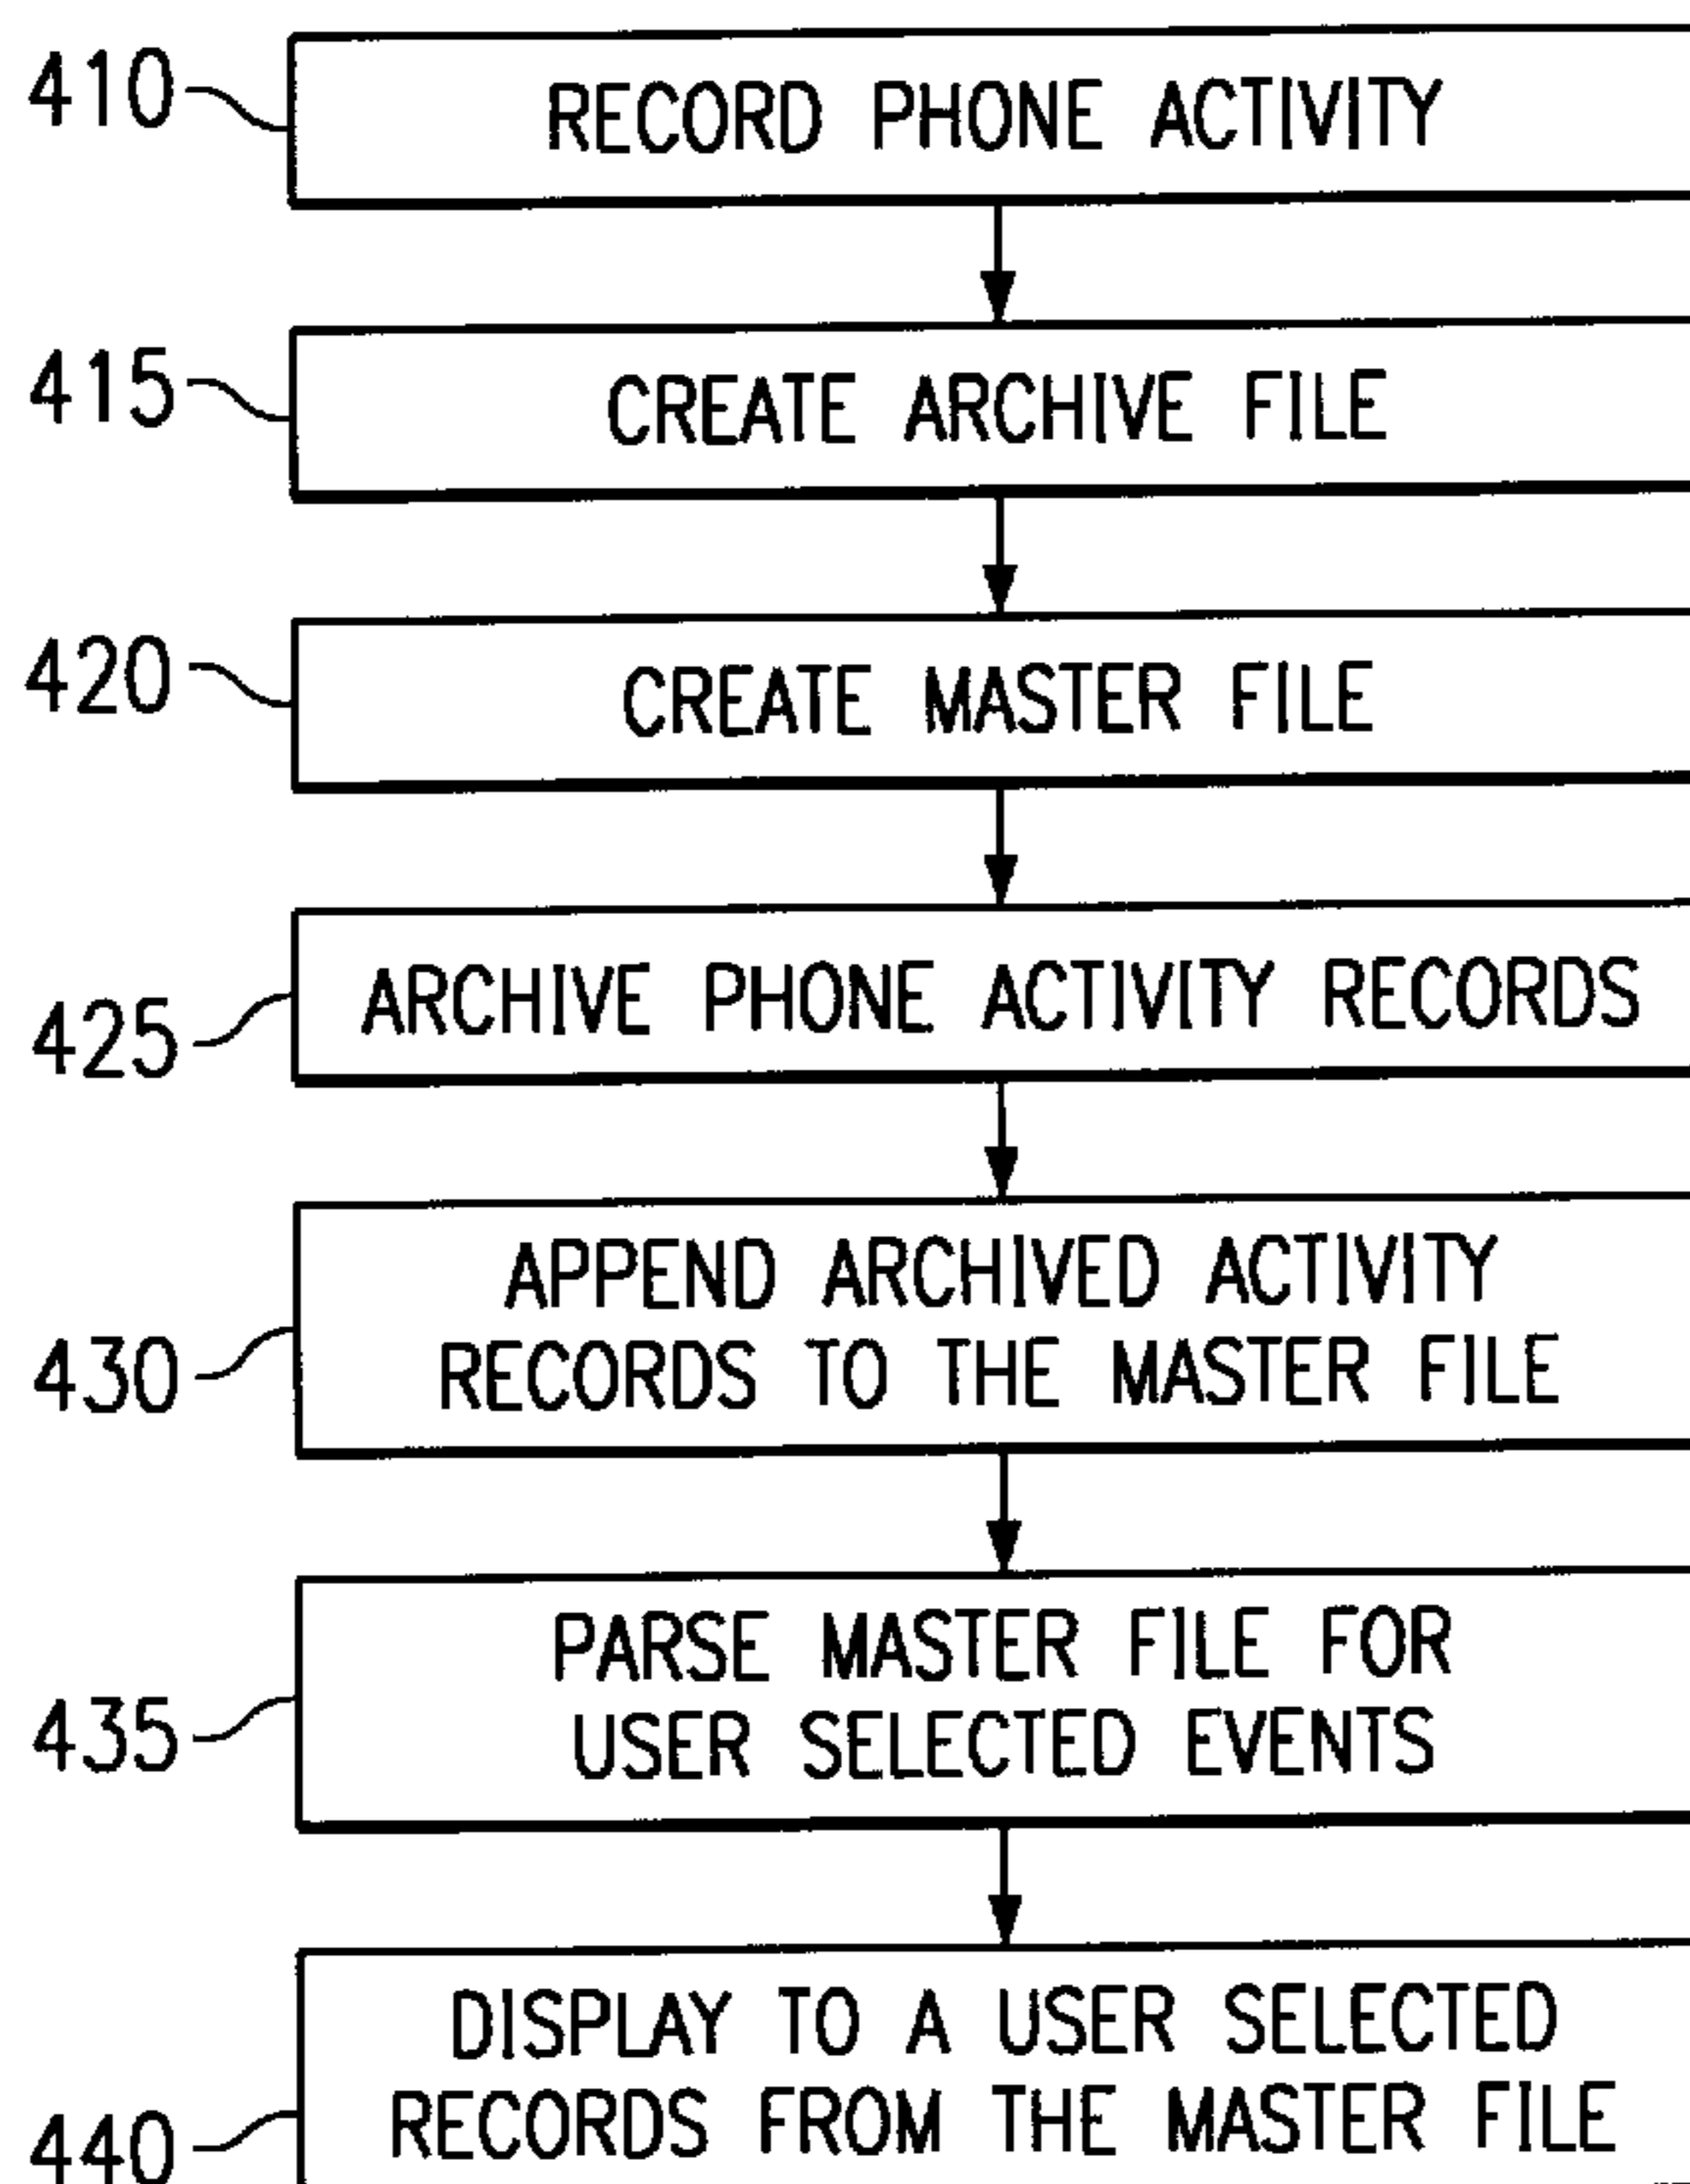 410 RECORD PHONE ACTIVITY
415 CREATE ARCHIVE FILE
420 CREATE MASTER FILE
425 ARCHIVE PHONE ACTIVITY RECORDS
APPEND ARCHIVED ACTIVITY
430 RECORDS TO THE MASTER FILE
PARSE MASTER FILE FOR
435 USER SELECTED EVENTS
DISPLAY TO A USER SELECTED
440 RECORDS FROM THE MASTER FILE